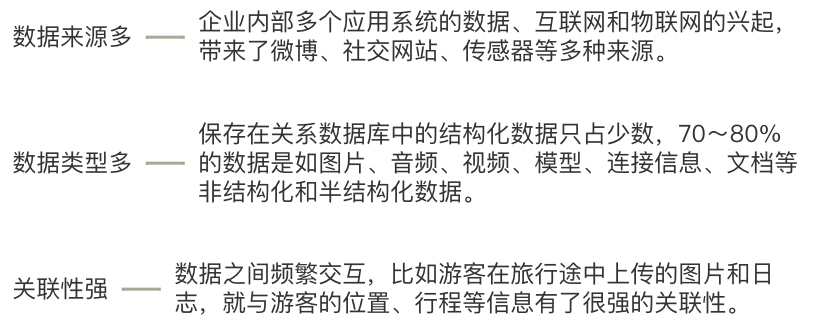 数据来源多
企业内部多个应用系统的数据、互联网和物联网的兴起，
带来了微博、社交网站、传感器等多种来源。
数据类型多
保存在关系数据库中的结构化数据只占少数，70～80%
的数据是如图片、音频、视频、模型、连接信息、文档等
非结构化和半结构化数据。
关联性强
数据之间频繁交互，比如游客在旅行途中上传的图片和日
志，就与游客的位置、行程等信息有了很强的关联性。